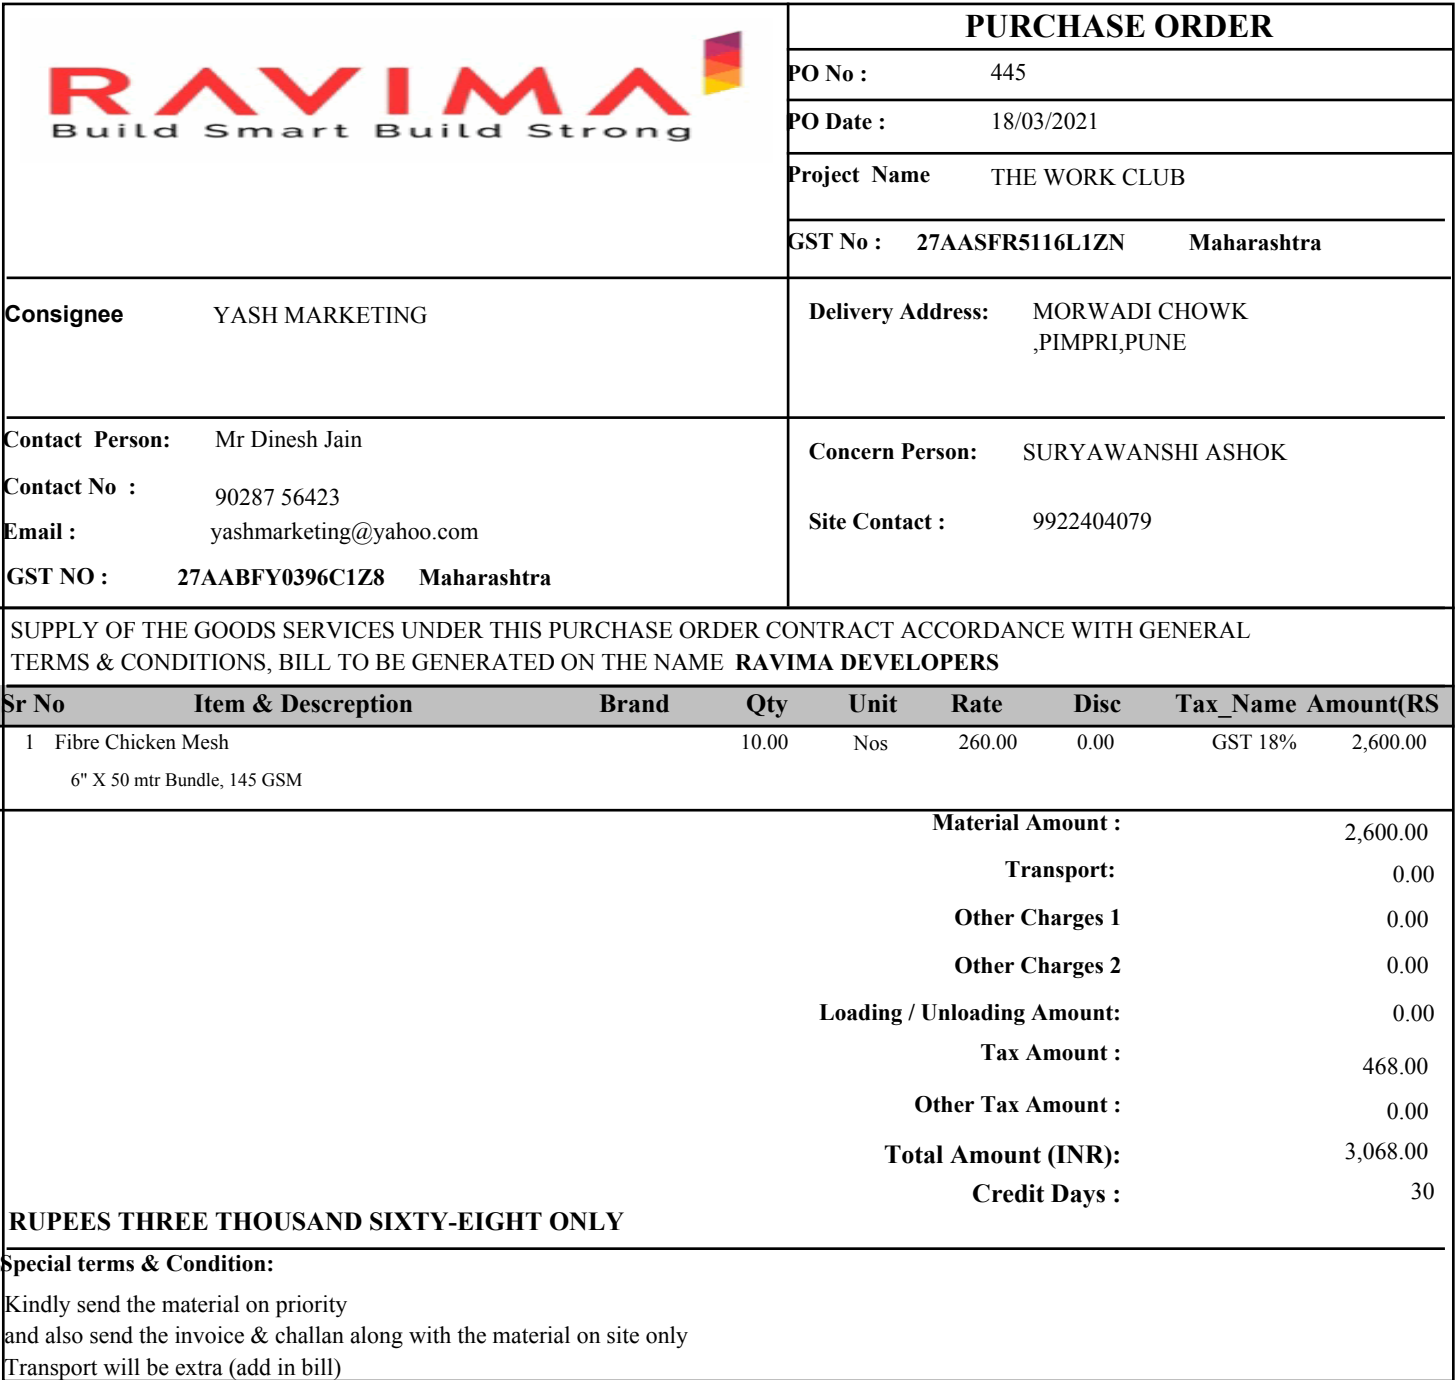 RAVIMA
Build Smart Build Strong
PURCHASE ORDER
PO No : 445
PO Date : 18/03/2021
Project Name THE WORK CLUB
GST No : 27AASFR5116L1ZN Maharashtra
Consignee YASH MARKETING
Delivery Address: MORWADI CHOWK
,PIMPRI,PUNE
Contact Person: Mr Dinesh Jain
Contact No : 90287 56423
Email : yashmarketing@yahoo.com
GST NO : 27AABFY0396C1Z8 Maharashtra
Concern Person: SURYAWANSHI ASHOK
Site Contact : 9922404079
SUPPLY OF THE GOODS SERVICES UNDER THIS PURCHASE ORDER CONTRACT ACCORDANCE WITH GENERAL
TERMS & CONDITIONS, BILL TO BE GENERATED ON THE NAME RAVIMA DEVELOPERS
Sr No Item & Descreption Brand Qty Unit Rate Disc Tax_Name Amount(RS
1 Fibre Chicken Mesh 10.00 Nos 260.00 0.00 GST 18% 2,600.00
6" X 50 mtr Bundle, 145 GSM
Material Amount : 2,600.00
Transport: 0.00
Other Charges 1 0.00
Other Charges 2 0.00
Loading / Unloading Amount: 0.00
Tax Amount : 468.00
Other Tax Amount : 0.00
Total Amount (INR): 3,068.00
Credit Days : 30
RUPEES THREE THOUSAND SIXTY-EIGHT ONLY
Special terms & Condition:
Kindly send the material on priority
and also send the invoice & challan along with the material on site only
Transport will be extra (add in bill)